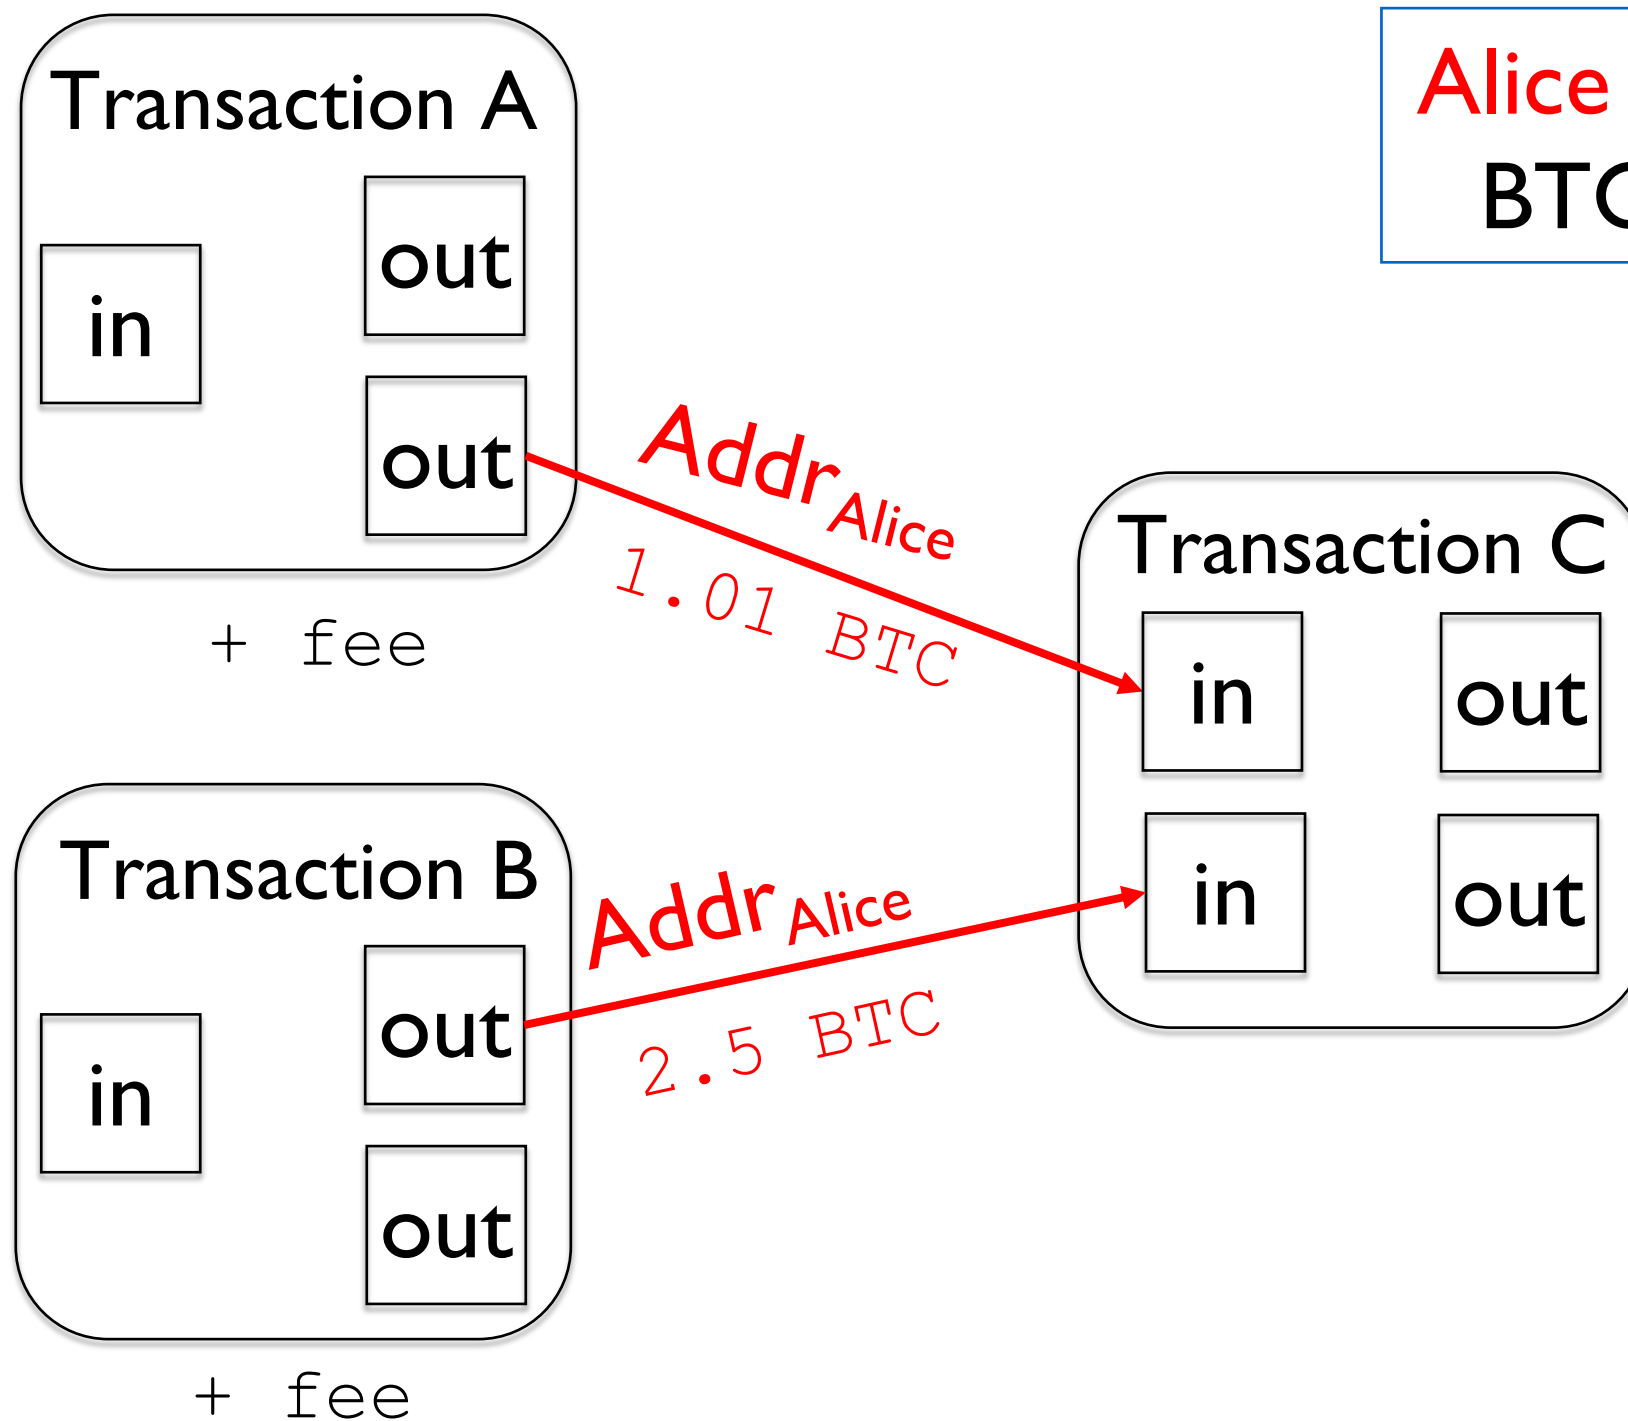 Transaction A
out
in
out
+ fee
Addr Alice
1.01 BTC
Alice
BTC
Transaction C
in out
in out
Transaction B
Addr Alice
2.5 BTC
out
in
out
+ fee